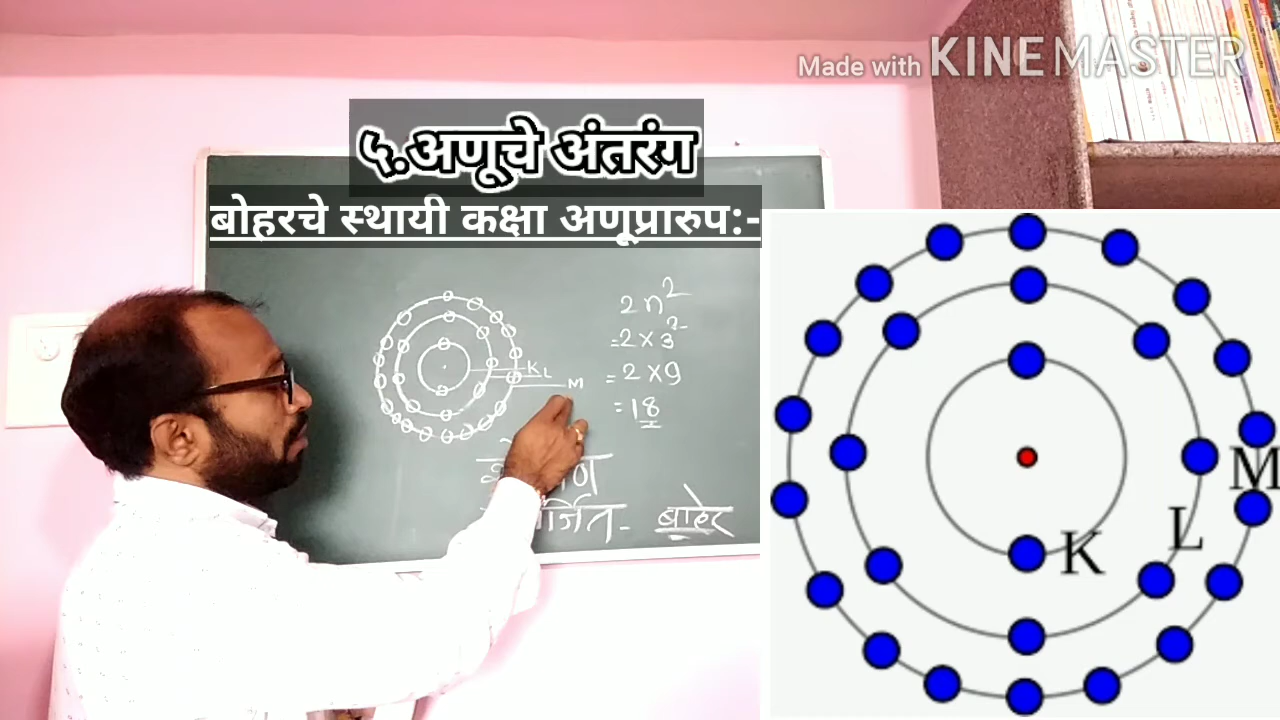 Made with KINEMASTER
५.अणूचे अंतरंग
बोहरचे स्थायी कक्षा अणूप्रारुप:-
2n²
=2×3²
=2×9
=18
K
L
M
बाहेर
K
L
M